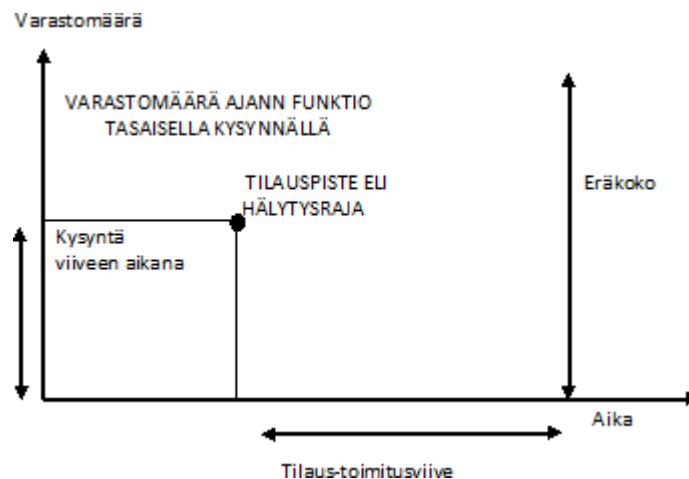 Varastomäärä
VARASTOMÄÄRÄ AJANN FUNKTIO
TASAISELLA KYSYNNÄLLÄ
TILAUSPISTE ELI
HÄLYTYSRAJA
Eräkoko
Kysyntä
viiveen aikana
Aika
Tilaus-toimitusviive